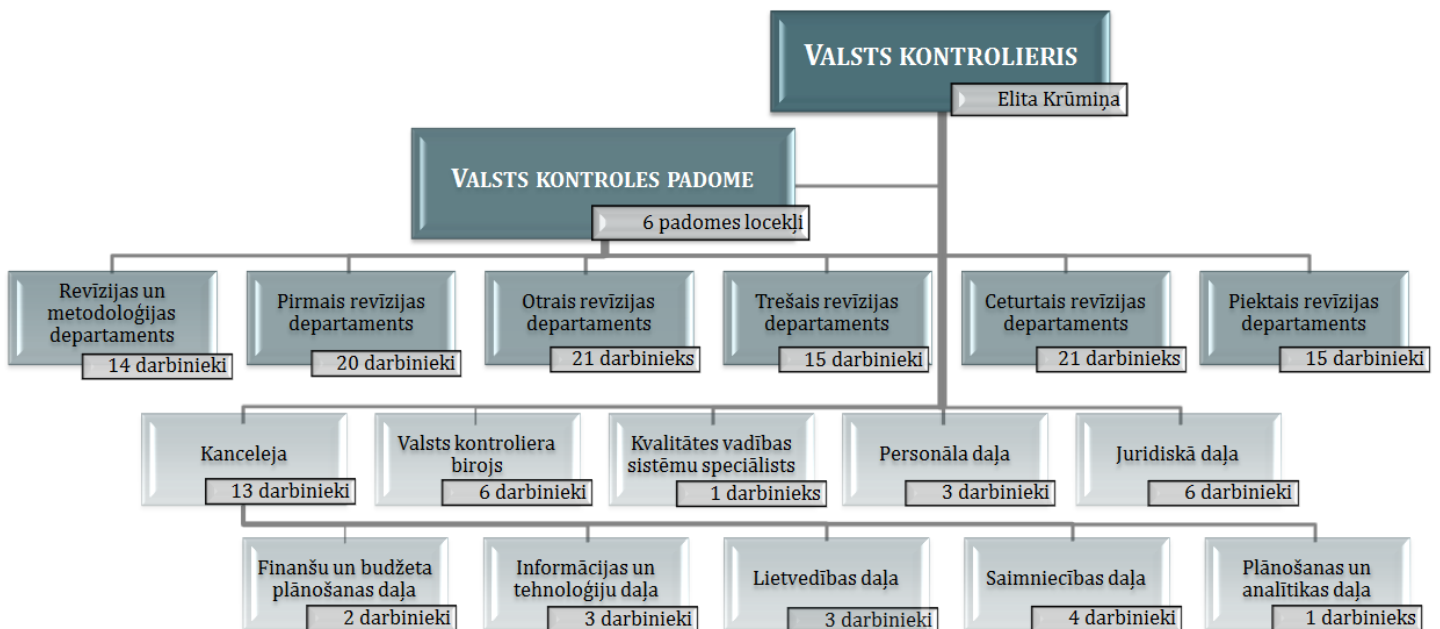 VALSTS KONTROLIERIS
Elita Krūmiņa
VALSTS KONTROLES PADOME
6 padomes locekļi
Revīzijas un
metodoloģijas
departaments
14 darbinieki
Pirmais revīzijas
departaments
20 darbinieki
Otrais revīzijas
departaments
21 darbinieks
Trešais revīzijas
departaments
15 darbinieki
Ceturtais revīzijas
departaments
21 darbinieks
Piektais revīzijas
departaments
15 darbinieki
Kanceleja
13 darbinieki
Valsts kontroliera
birojs
6 darbinieki
Kvalitātes vadības
sistēmu speciālists
1 darbinieks
Personāla daļa
3 darbinieki
Juridiskā daļa
6 darbinieki
Finanšu un budžeta
plānošanas daļa
2 darbinieki
Informācijas un
tehnoloģiju daļa
3 darbinieki
Lietvedības daļa
3 darbinieki
Saimniecības daļa
4 darbinieki
Plānošanas un
analītikas daļa
1 darbinieks